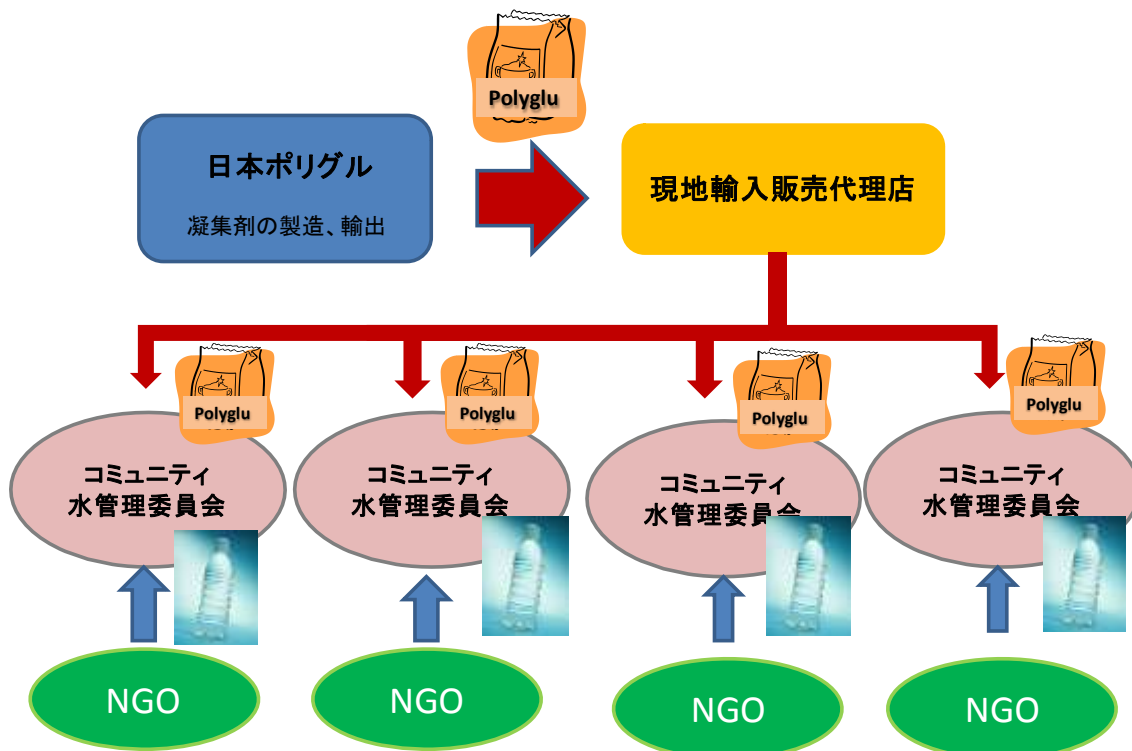 Polyglu
日本ポリグル
凝集剤の製造、輸出
現地輸入販売代理店
Polyglu
Polyglu
Polyglu
Polyglu
コミュニティ
水管理委員会
コミュニティ
水管理委員会
コミュニティ
水管理委員会
コミュニティ
水管理委員会
NGO
NGO
NGO
NGO